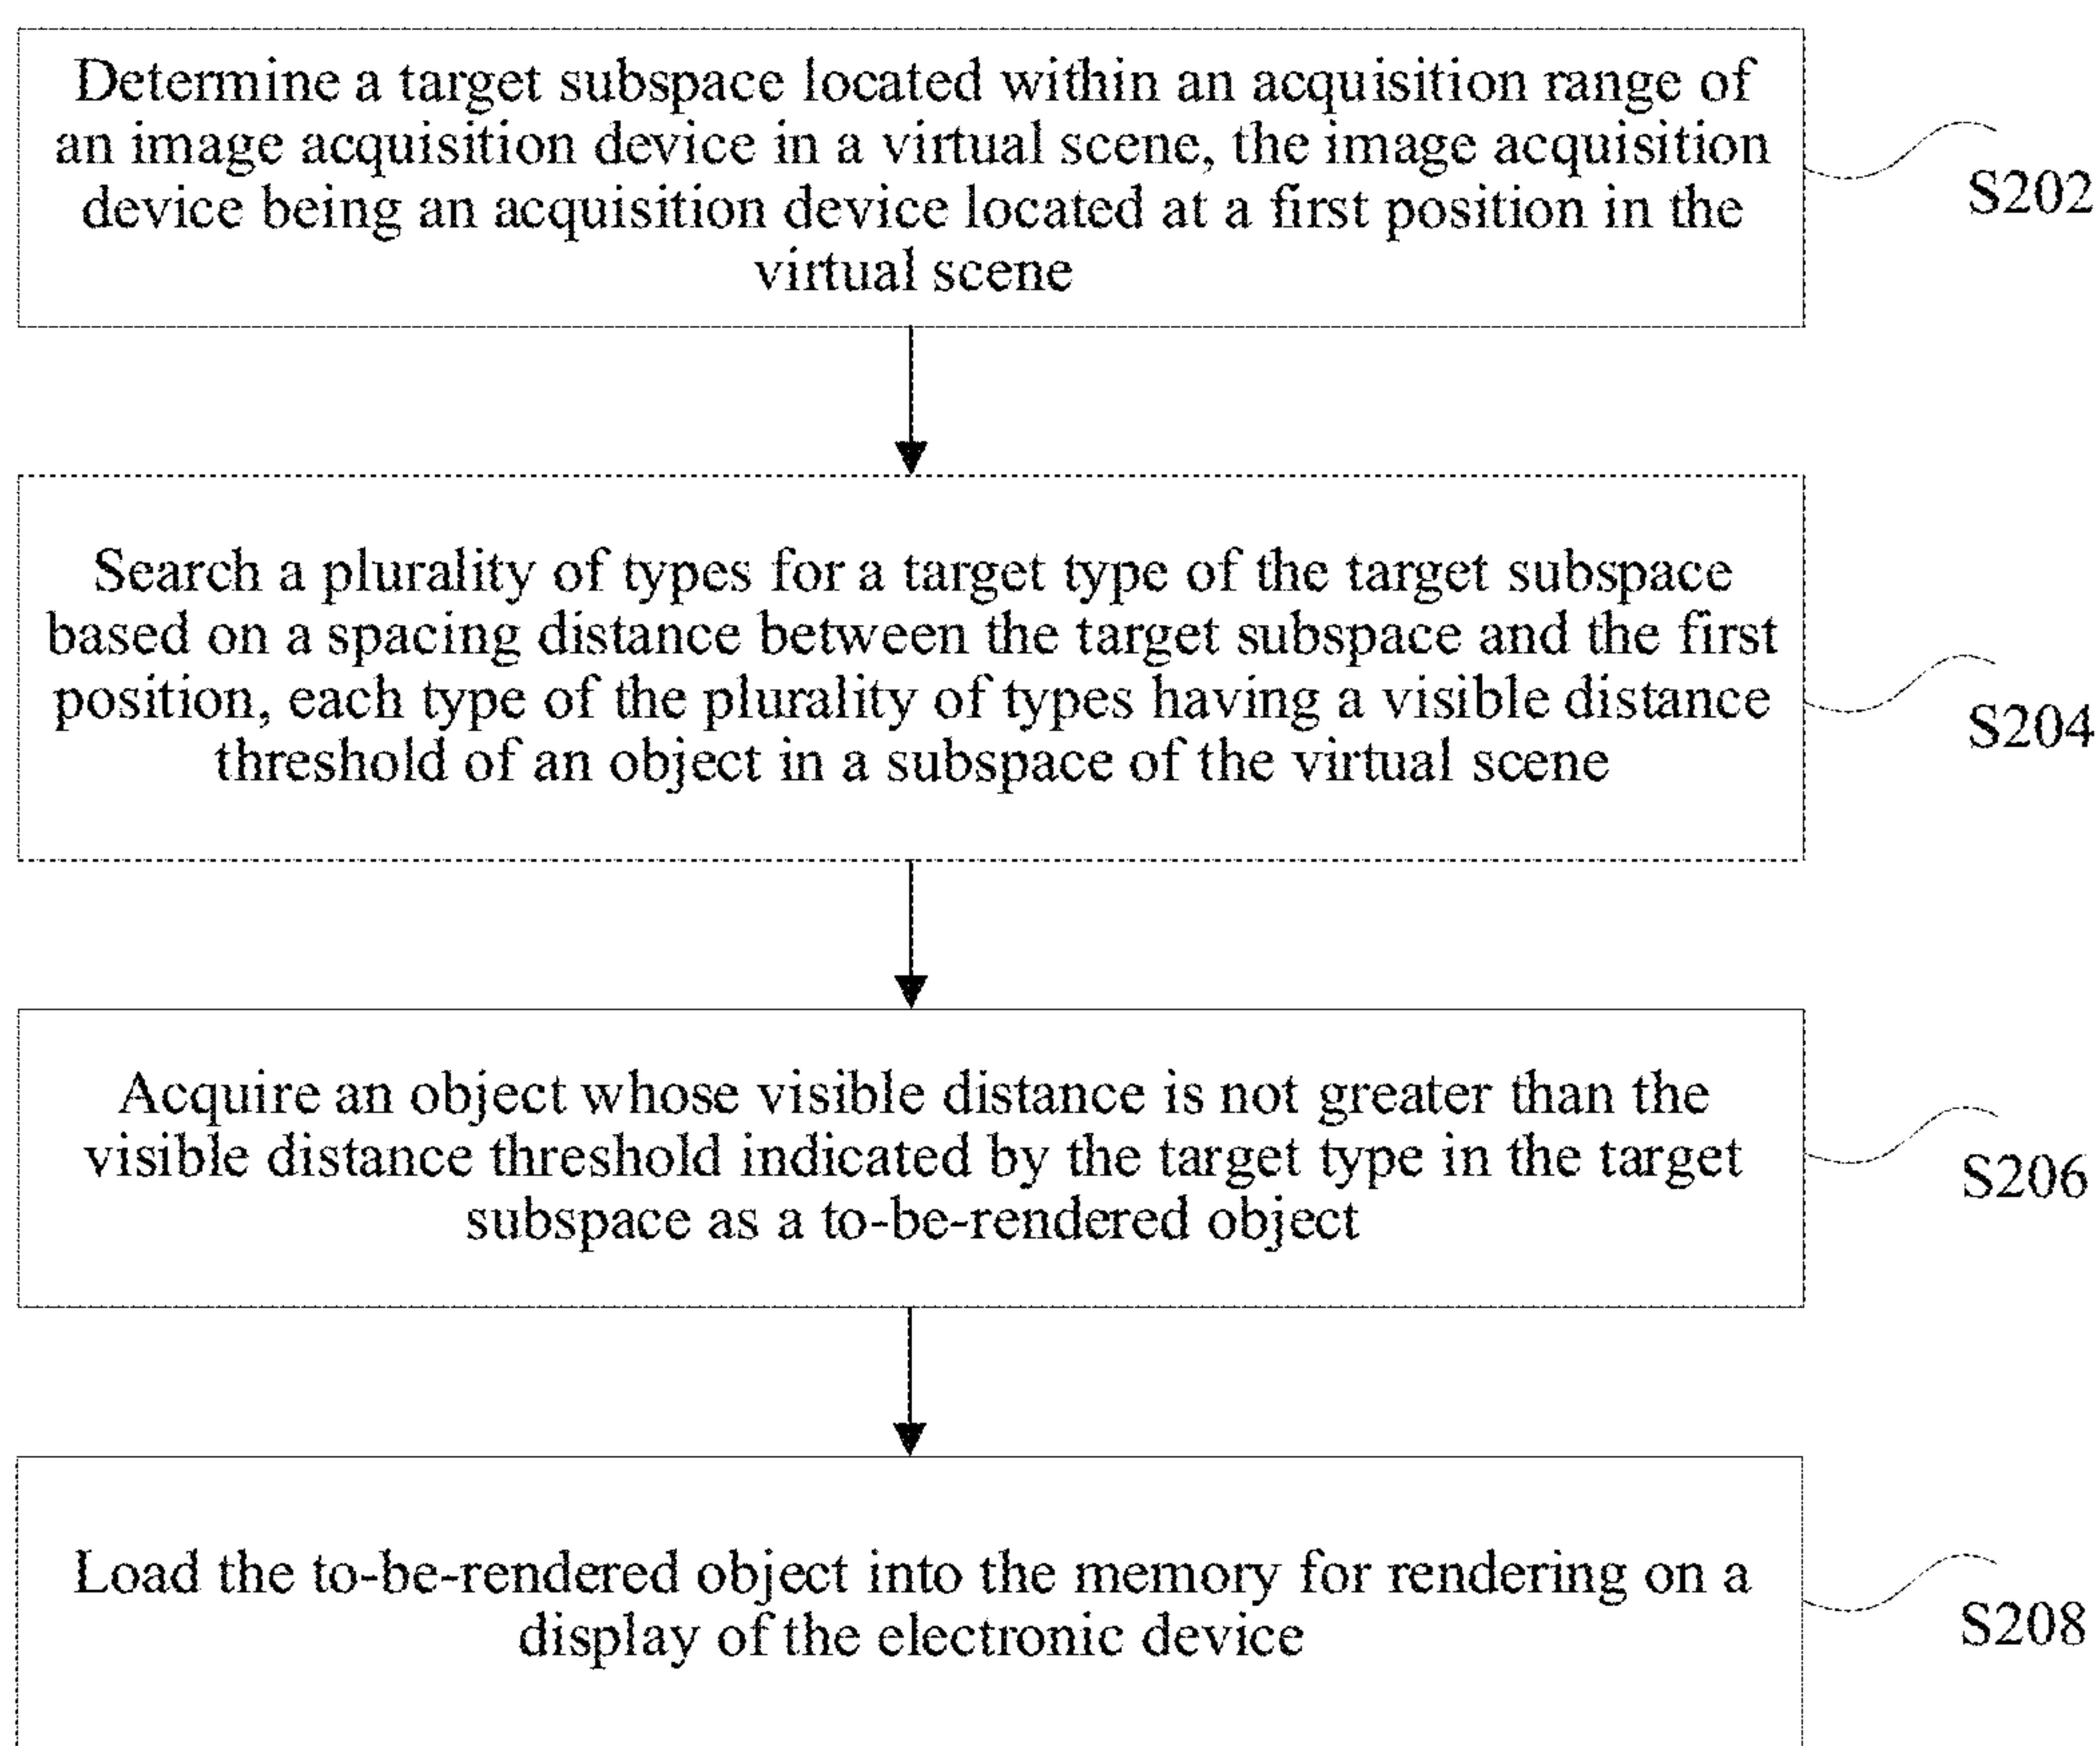 Determine a target subspace located within an acquisition range of
an image acquisition device in a virtual scene, the image acquisition
device being an acquisition device located at a first position in the
virtual scene
S202
Search a plurality of types for a target type of the target subspace
based on a spacing distance between the target subspace and the first
position, each type of the plurality of types having a visible distance
threshold of an object in a subspace of the virtual scene
S204
Acquire an object whose visible distance is not greater than the
visible distance threshold indicated by the target type in the target
subspace as a to-be-rendered object
S206
Load the to-be-rendered object into the memory for rendering on a
display of the electronic device
S208